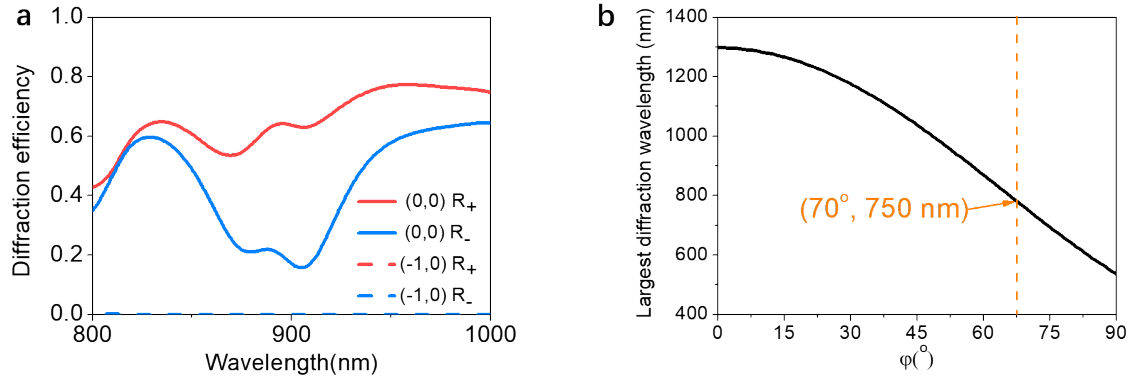 a
1.0
0.8
0.6
0.4
0.2
0.0
Diffraction efficiency
(0,0) R+
(0,0) R-
(-1,0) R+
(-1,0) R-
800
900
1000
Wavelength(nm)
b
1400
1200
1000
800
600
400
Largest diffraction wavelength (nm)
(70°, 750 nm)
0
15
30
45
60
75
90
φ(°)